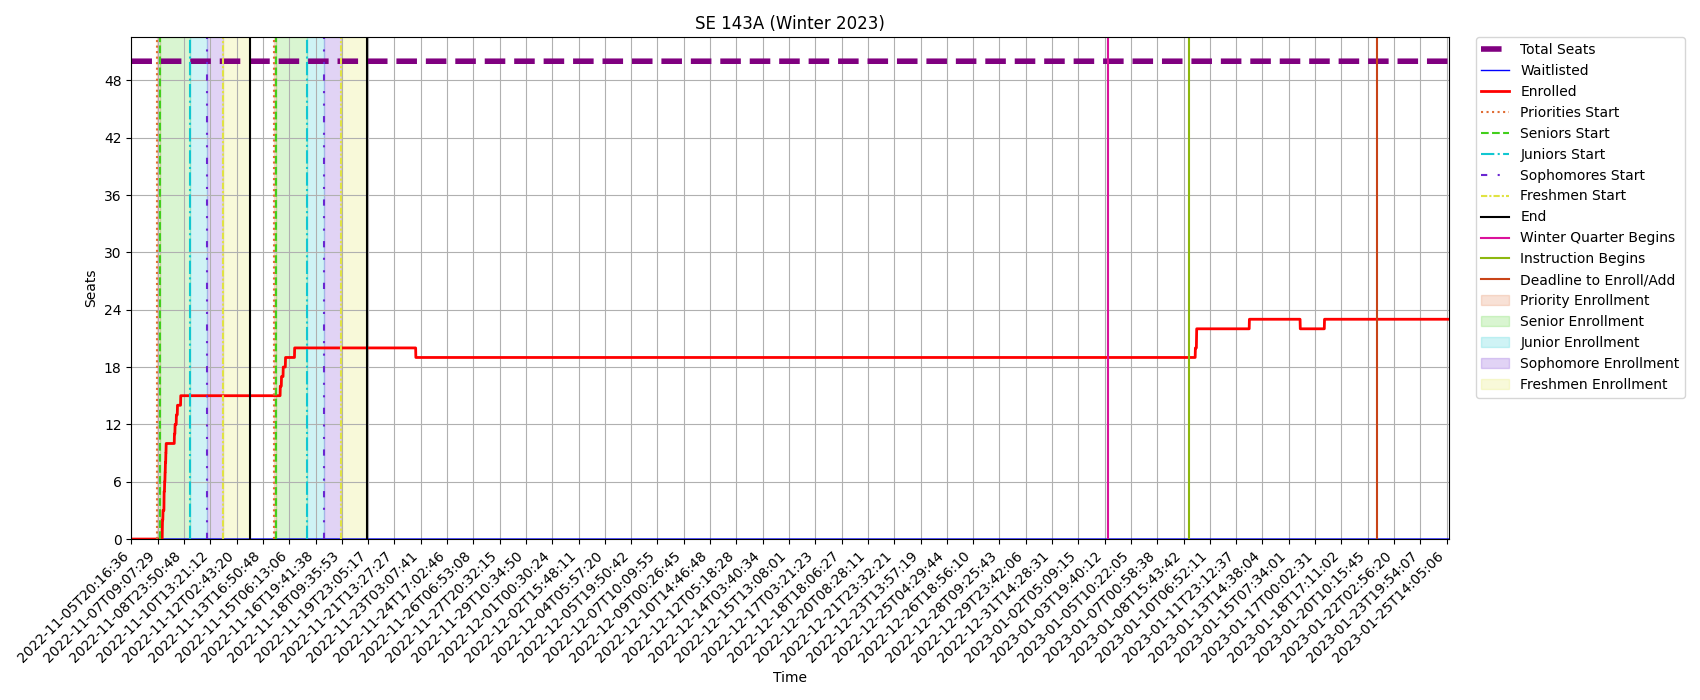 SE 143A (Winter 2023)
Seats
48
42
36
30
24
18
12
6
0
2022-11-05T20:16:36
2022-11-07T09:07:29
2022-11-08T23:50:48
2022-11-10T13:21:12
2022-11-12T02:43:20
2022-11-13T16:50:48
2022-11-15T06:13:06
2022-11-16T19:41:38
2022-11-18T09:35:53
2022-11-19T23:05:17
2022-11-21T13:27:27
2022-11-23T03:07:41
2022-11-24T17:02:46
2022-11-26T06:53:08
2022-11-27T20:32:15
2022-11-29T10:34:50
2022-12-01T00:30:24
2022-12-02T15:48:11
2022-12-04T05:57:20
2022-12-05T19:50:42
2022-12-07T10:09:55
2022-12-09T00:26:45
2022-12-10T14:46:48
2022-12-12T05:18:28
2022-12-14T03:40:34
2022-12-15T13:08:01
2022-12-17T03:21:23
2022-12-18T18:06:27
2022-12-20T08:28:11
2022-12-21T23:32:21
2022-12-23T13:57:19
2022-12-25T04:29:44
2022-12-26T18:56:10
2022-12-28T09:25:43
2022-12-29T23:42:06
2022-12-31T14:28:31
2023-01-02T05:09:15
2023-01-03T19:40:12
2023-01-05T10:22:05
2023-01-07T00:58:38
2023-01-08T15:43:42
2023-01-10T06:52:11
2023-01-11T23:12:37
2023-01-13T14:38:04
2023-01-15T07:34:01
2023-01-17T00:02:31
2023-01-18T17:11:02
2023-01-20T10:15:45
2023-01-22T02:56:20
2023-01-23T19:54:07
2023-01-25T14:05:06
Time
Total Seats
Waitlisted
Enrolled
Priorities Start
Seniors Start
Juniors Start
Sophomores Start
Freshmen Start
End
Winter Quarter Begins
Instruction Begins
Deadline to Enroll/Add
Priority Enrollment
Senior Enrollment
Junior Enrollment
Sophomore Enrollment
Freshmen Enrollment